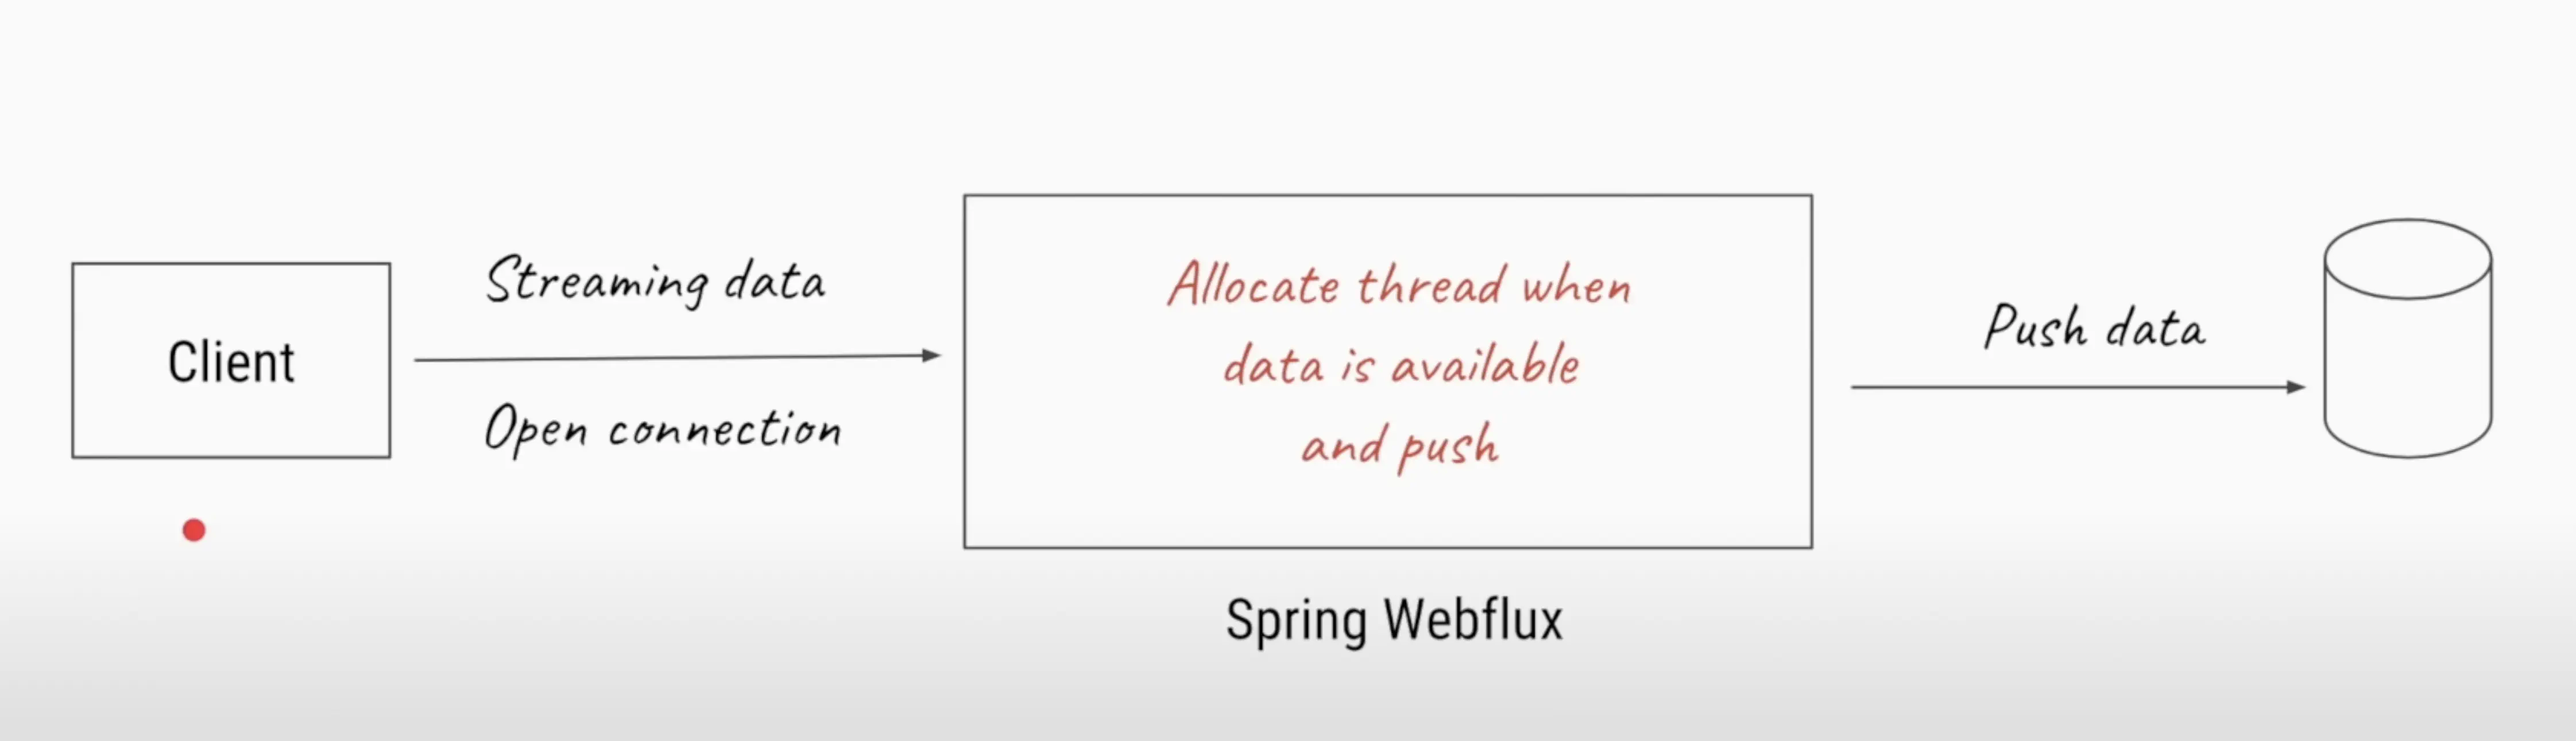 Client
Streaming data
Open connection
Allocate thread when
data is available
and push
Spring Webflux
Push data